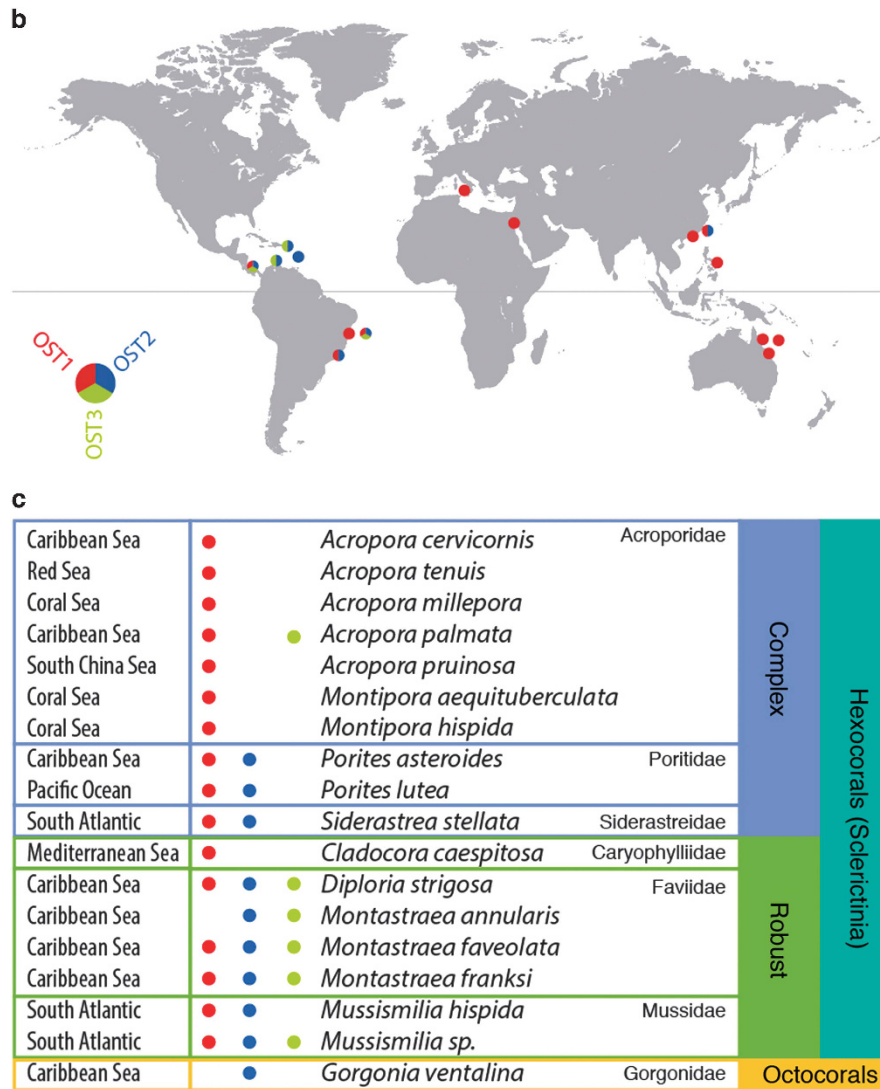 b
OST1
OST2
OST3
c
Caribbean Sea Acropora cervicornis Acroporidae
Red Sea Acropora tenuis
Coral Sea Acropora millepora
Caribbean Sea Acropora palmata
South China Sea Acropora pruinosa
Coral Sea Montipora aequituberculata
Coral Sea Montipora hispida
Caribbean Sea Porites asteroides Poritidae
Pacific Ocean Porites lutea
South Atlantic Siderastrea stellata Siderastreidae
Mediterranean Sea Cladocora caespitosa Caryophylliidae
Caribbean Sea Diploria strigosa Faviidae
Caribbean Sea Montastraea annularis
Caribbean Sea Montastraea faveolata
Caribbean Sea Montastraea franksi
South Atlantic Mussismilia hispida Mussidae
South Atlantic Mussismilia sp.
Caribbean Sea Gorgonia ventalina Gorgonidae
Complex
Robust
Hexocorals (Sclerictinia)
Octocorals